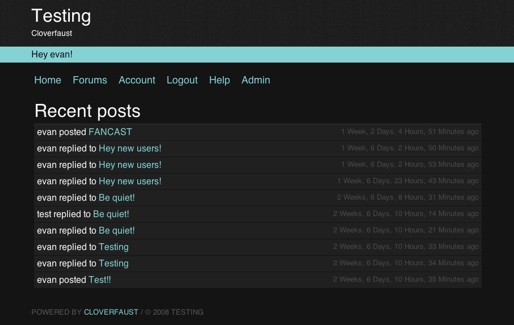 Testing
Cloverfaust
Hey evan!
Home Forums Account Logout Help Admin
Recent posts
evan posted FANCAST 1 Week, 2 Days, 4 Hours, 51 Minutes ago
evan replied to Hey new users! 1 Week, 6 Days, 2 Hours, 50 Minutes ago
evan replied to Hey new users! 1 Week, 6 Days, 2 Hours, 53 Minutes ago
evan replied to Hey new users! 1 Week, 6 Days, 23 Hours, 43 Minutes ago
evan replied to Be quiet! 2 Weeks, 6 Days, 8 Hours, 31 Minutes ago
test replied to Be quiet! 2 Weeks, 6 Days, 10 Hours, 14 Minutes ago
evan replied to Be quiet! 2 Weeks, 6 Days, 10 Hours, 21 Minutes ago
evan replied to Testing 2 Weeks, 6 Days, 10 Hours, 33 Minutes ago
evan replied to Testing 2 Weeks, 6 Days, 10 Hours, 34 Minutes ago
evan posted Test!! 2 Weeks, 6 Days, 10 Hours, 35 Minutes ago
POWERED BY CLOVERFAUST / © 2008 TESTING